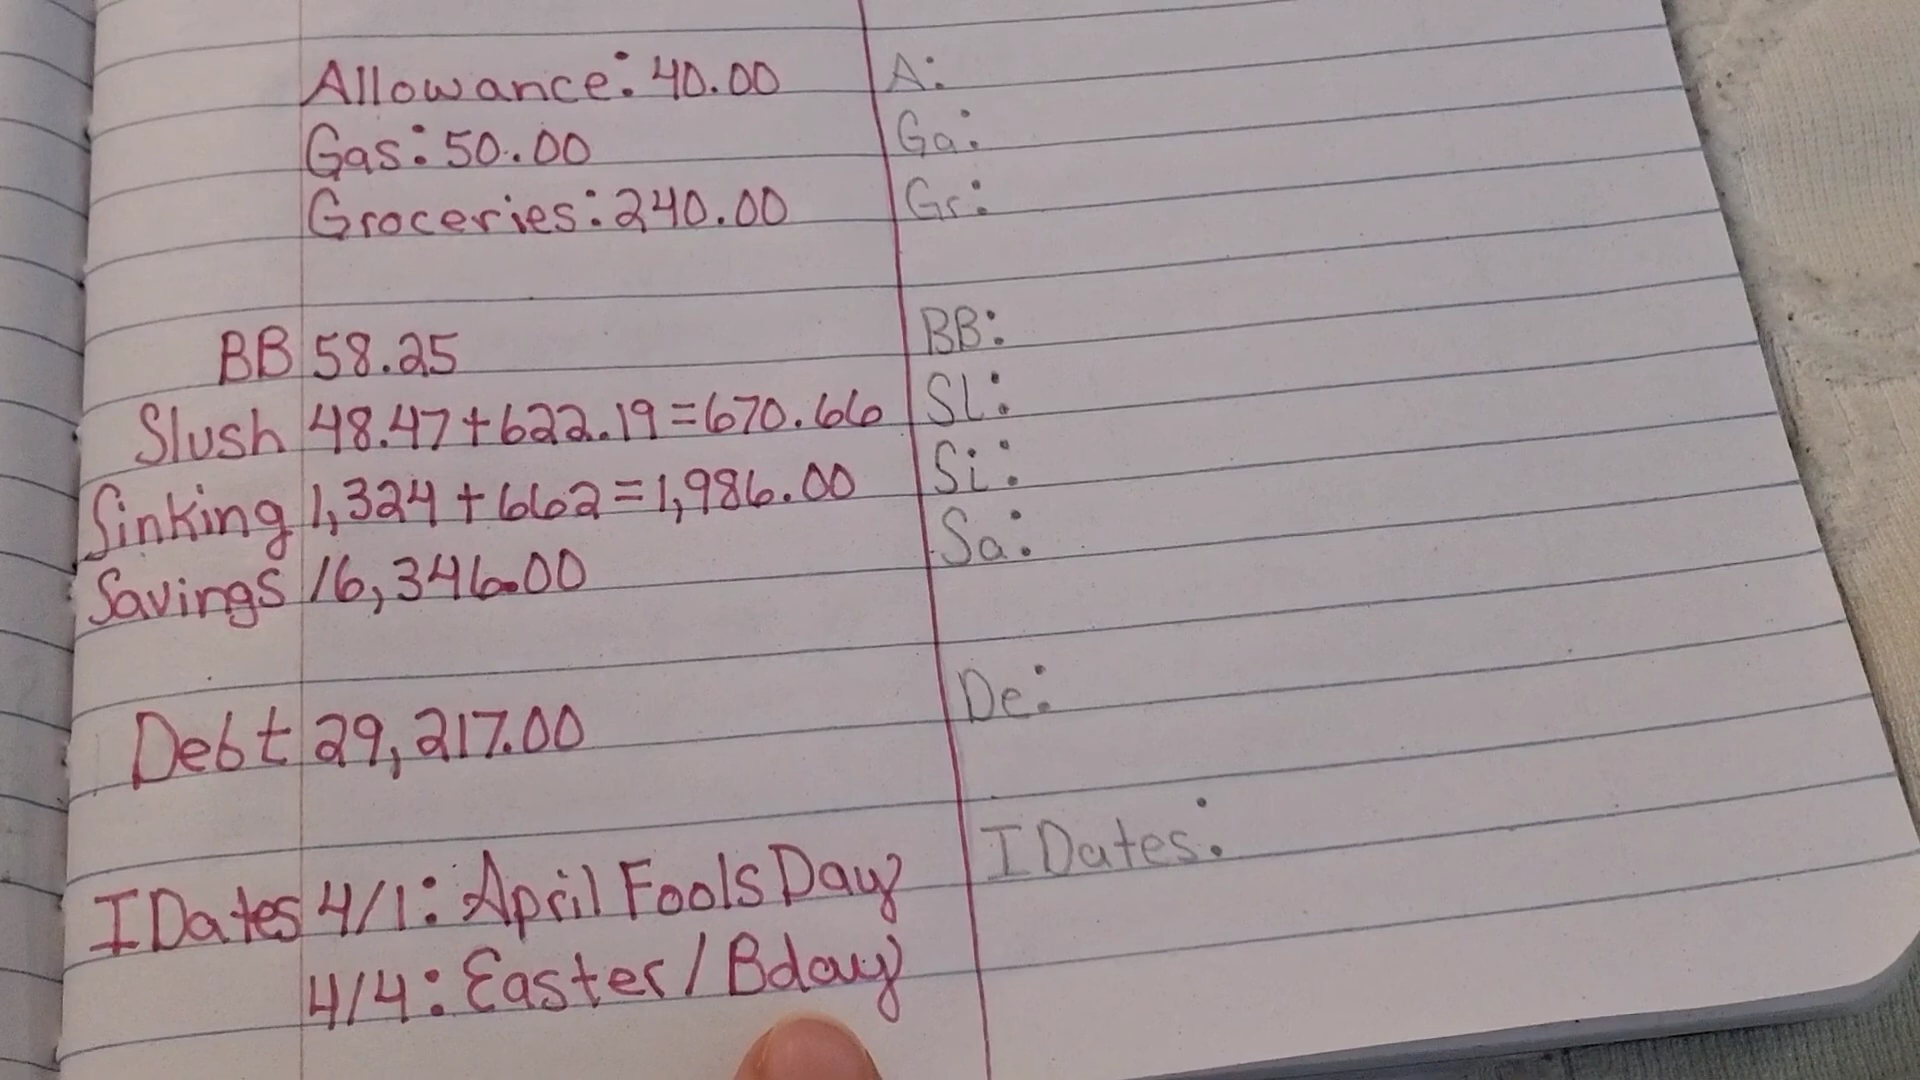 Allowance: 40.00
Gas: 50.00
Groceries: 240.00
BB 58.25
Slush 48.47+622.19=670.66
Sinking 1,324+662=1,986.00
Savings 16,346.00
Debt 29,217.00
IDates 4/1: April Fools Day
4/4: Easter/Bday
A:
Ga:
Gr:
BB:
SL:
Si:
Sa:
De:
IDates: